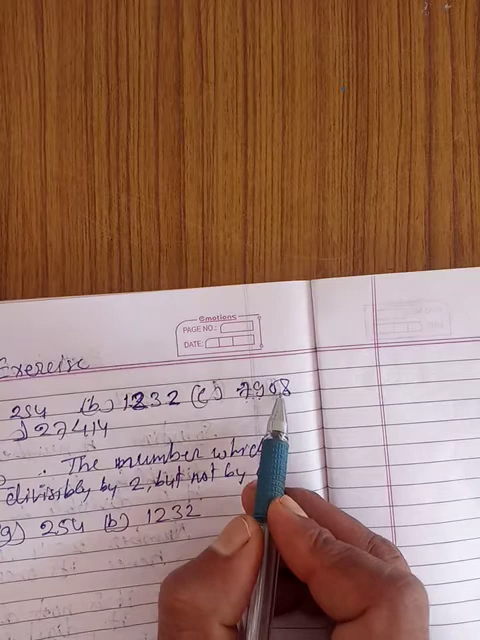 Emotions
PAGE NO.:
DATE:
Exercise
254 (b) 1232 (c) 7908
) 27414
∴ The number which
divisibly by 2, but not by
(g) 254 (b) 1232